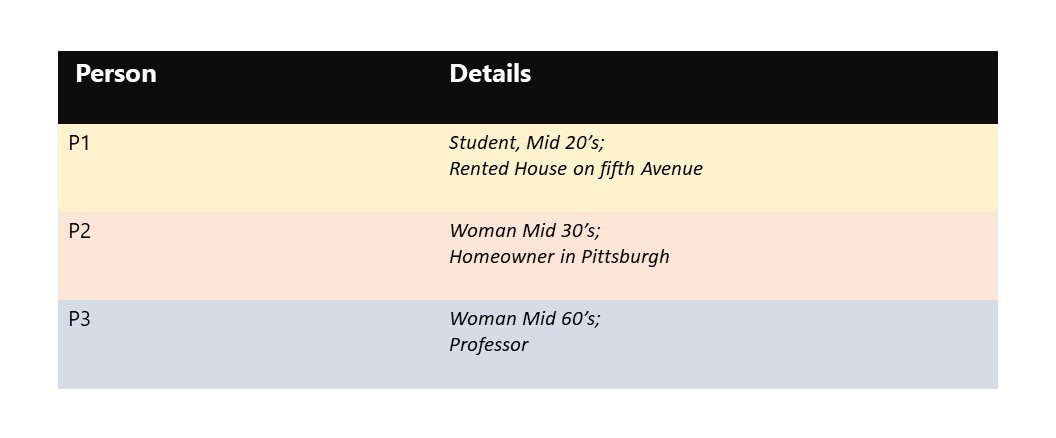 Person Details
P1 Student, Mid 20's;
Rented House on fifth Avenue
P2 Woman Mid 30's;
Homeowner in Pittsburgh
P3 Woman Mid 60's;
Professor